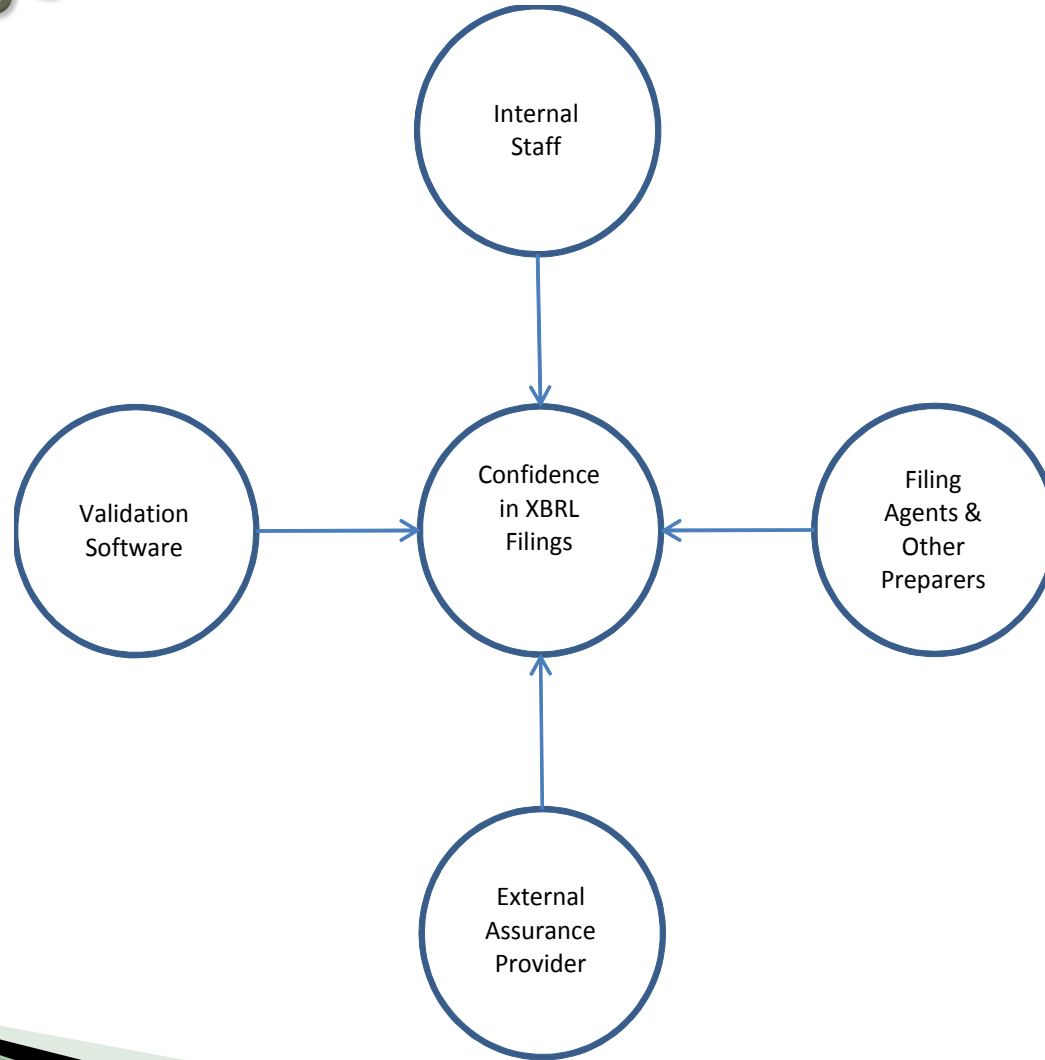 Internal
Staff
Validation
Software
Confidence
in XBRL
Filings
Filing
Agents &
Other
Preparers
External
Assurance
Provider